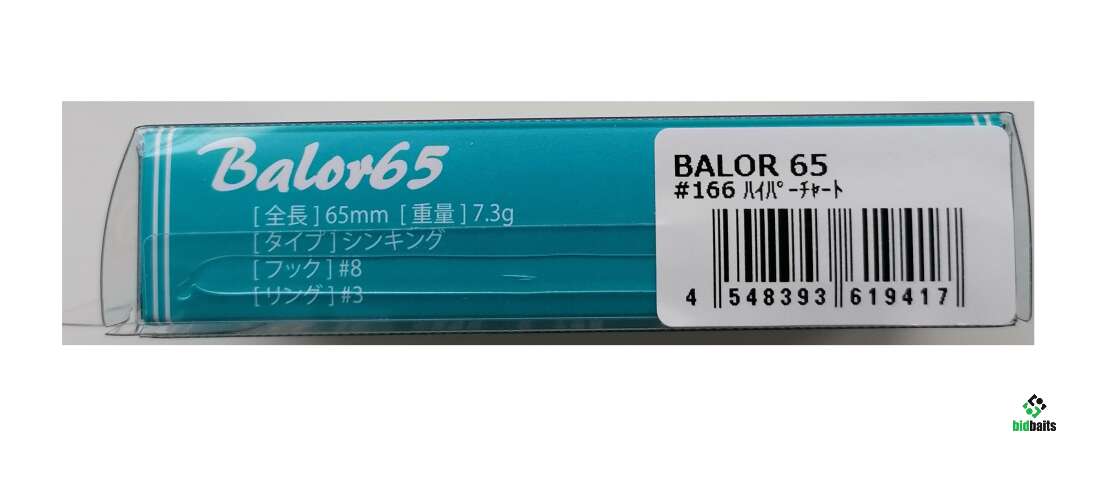 Balor65
[ 全長 ] 65mm [ 重量 ] 7.3g
[ タイプ ] シンキング
[ フック ] #8
[ リング ] #3
BALOR 65
#166 ﾊｲﾊﾟｰﾁｬｰﾄ
4 548393 619417
bidbaits